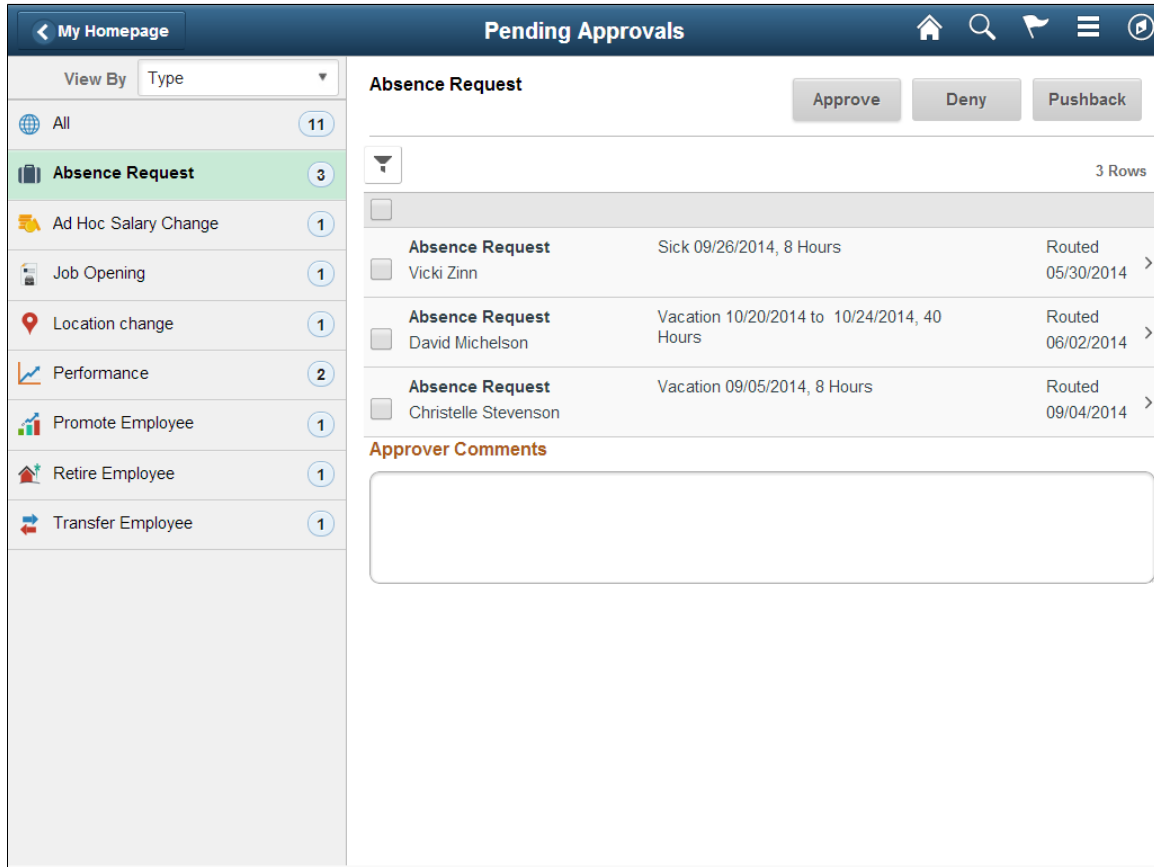 My Homepage
Pending Approvals
View By Type
All 11
Absence Request 3
Ad Hoc Salary Change 1
Job Opening 1
Location change 1
Performance 2
Promote Employee 1
Retire Employee 1
Transfer Employee 1
Absence Request
Approve Deny Pushback
3 Rows
Absence Request Sick 09/26/2014, 8 Hours Routed
Vicki Zinn 05/30/2014
Absence Request Vacation 10/20/2014 to 10/24/2014, 40 Routed
David Michelson Hours 06/02/2014
Absence Request Vacation 09/05/2014, 8 Hours Routed
Christelle Stevenson 09/04/2014
Approver Comments